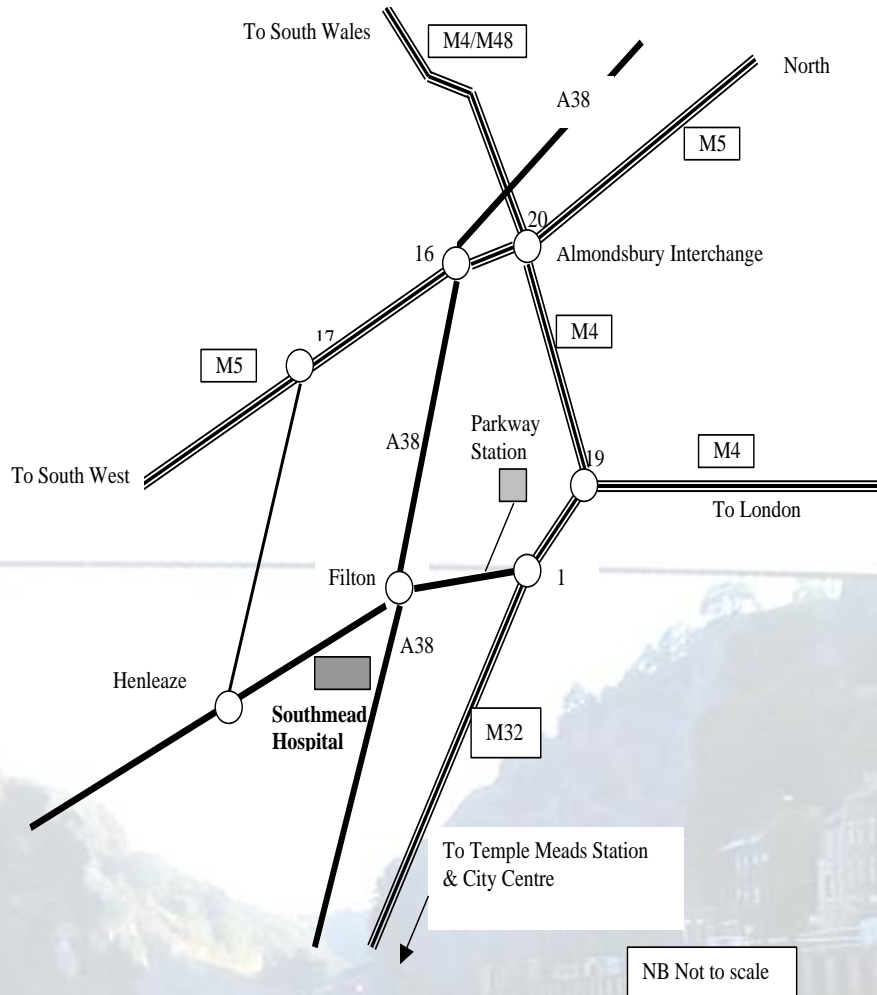 To South Wales
M4/M48
North
A38
M5
20
16
Almondsbury Interchange
17
M4
M5
Parkway
Station
A38
19
M4
To South West
To London
Filton
1
A38
Henleaze
Southmead
Hospital
M32
To Temple Meads Station
& City Centre
NB Not to scale